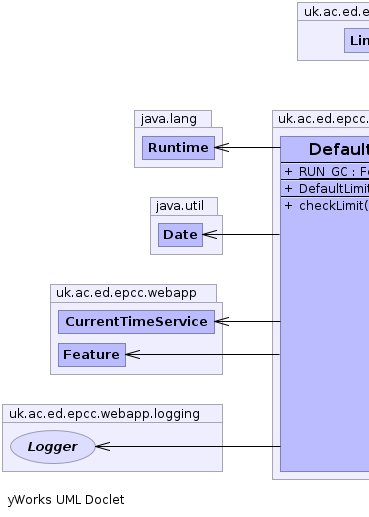 uk.ac.ed.e
Lin
java.lang
Runtime
uk.ac.ed.epcc.
Default
+ RUN_GC : Fe
+ DefaultLimit
+ checkLimit(
java.util
Date
uk.ac.ed.epcc.webapp
CurrentTimeService
Feature
uk.ac.ed.epcc.webapp.logging
Logger
yWorks UML Doclet